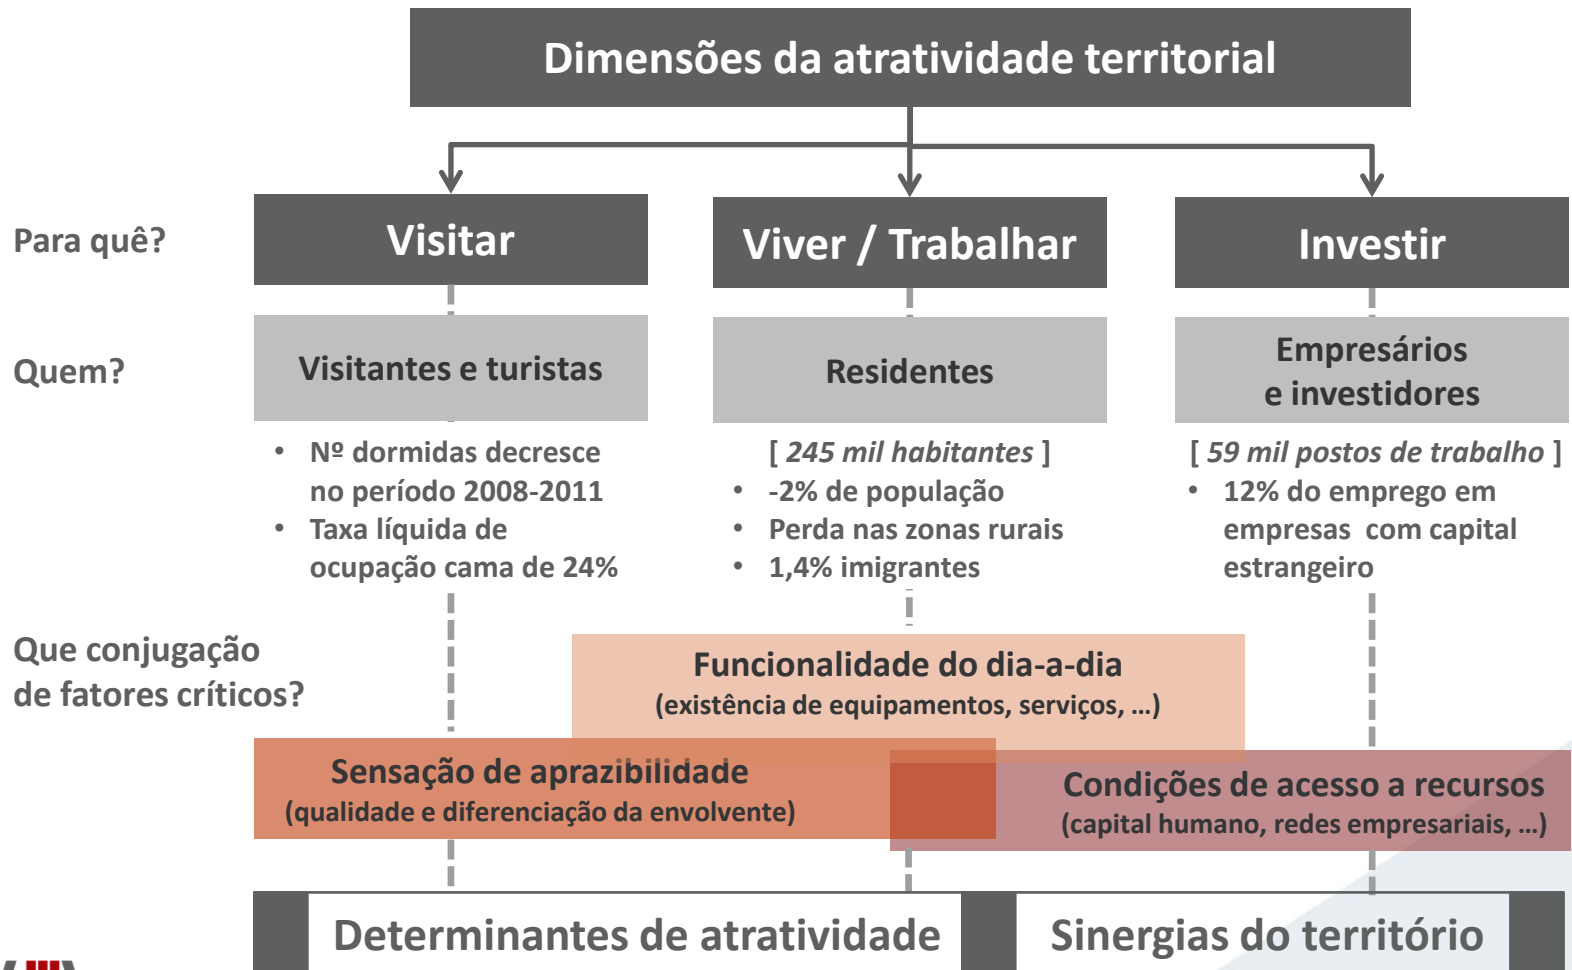 Dimensões da atratividade territorial
Para quê?
Visitar
Viver / Trabalhar
Investir
Quem?
Visitantes e turistas
Residentes
Empresários
e investidores
• Nº dormidas decresce
no período 2008-2011
• Taxa líquida de
ocupação cama de 24%
[ 245 mil habitantes ]
• -2% de população
• Perda nas zonas rurais
• 1,4% imigrantes
[ 59 mil postos de trabalho ]
• 12% do emprego em
empresas com capital
estrangeiro
Que conjugação
de fatores críticos?
Funcionalidade do dia-a-dia
(existência de equipamentos, serviços, …)
Sensação de aprazibilidade
(qualidade e diferenciação da envolvente)
Condições de acesso a recursos
(capital humano, redes empresariais, …)
Determinantes de atratividade
Sinergias do território